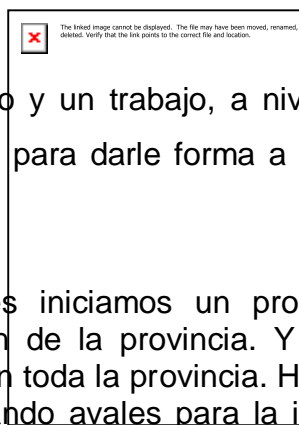 The linked image cannot be displayed. The file may have been moved, renamed,
deleted. Verify that the link points to the correct file and location.
o y un trabajo, a niv
para darle forma a
s iniciamos un pro
n de la provincia. Y
n toda la provincia. H
ando avales para la i